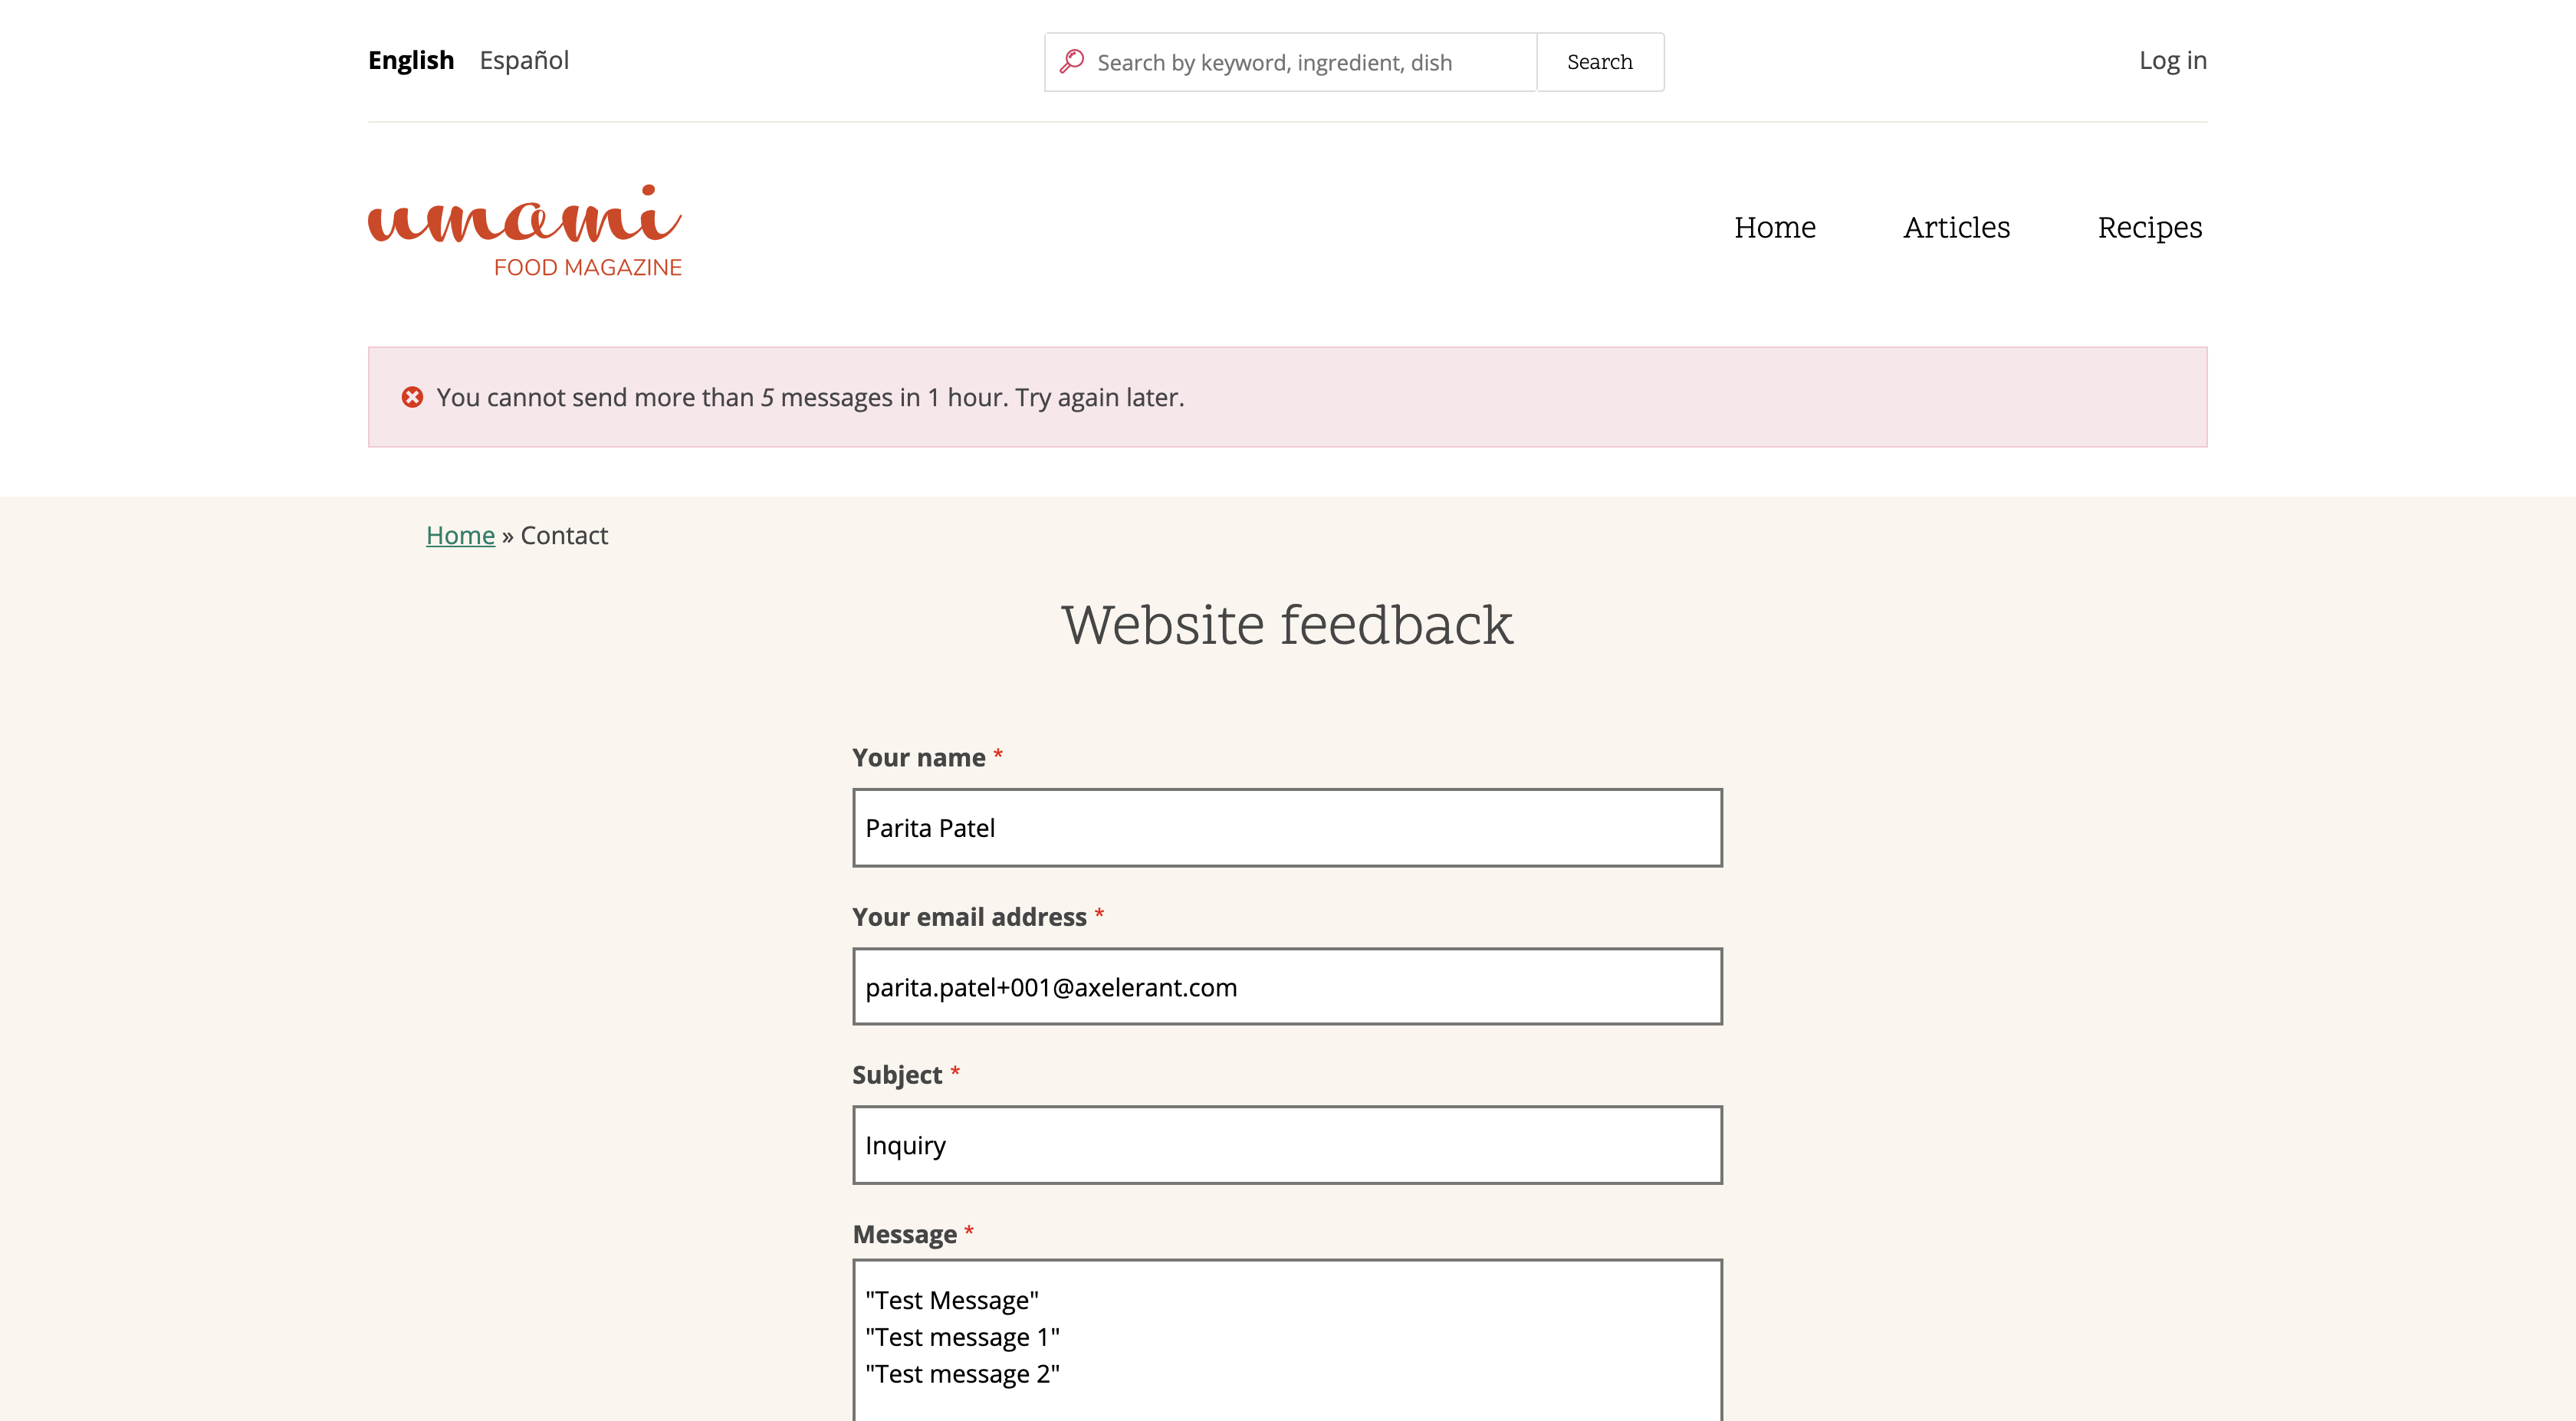 English Español
Search by keyword, ingredient, dish
Search
Log in
umami
FOOD MAGAZINE
Home Articles Recipes
You cannot send more than 5 messages in 1 hour. Try again later.
Home » Contact
Website feedback
Your name *
Parita Patel
Your email address *
parita.patel+001@axelerant.com
Subject *
Inquiry
Message *
"Test Message"
"Test message 1"
"Test message 2"